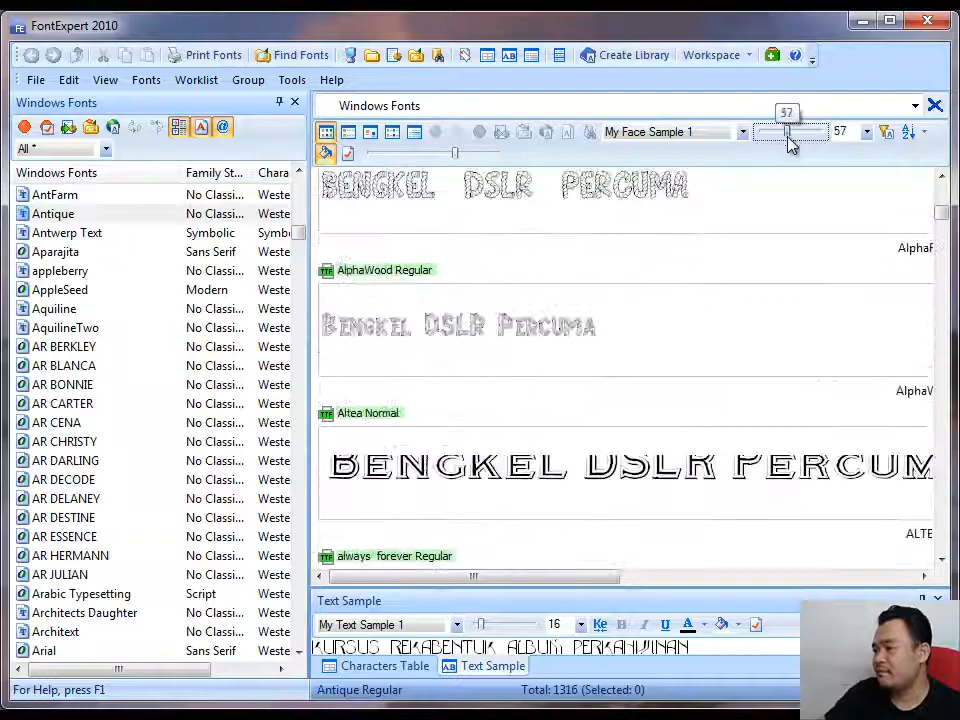 FontExpert 2010
Print Fonts Find Fonts Create Library Workspace
File Edit View Fonts Worklist Group Tools Help
Windows Fonts
Windows Fonts
57
My Face Sample 1 57
All *
Windows Fonts Family St... Chara
AntFarm No Classi... Weste
Antique No Classi... Weste
Antwerp Text Symbolic Symb
Aparajita Sans Serif Weste
appleberry No Classi... Weste
AppleSeed Modern Weste
Aquiline No Classi... Weste
AquilineTwo No Classi... Weste
AR BERKLEY No Classi... Weste
AR BLANCA No Classi... Weste
AR BONNIE No Classi... Weste
AR CARTER No Classi... Weste
AR CENA No Classi... Weste
AR CHRISTY No Classi... Weste
AR DARLING No Classi... Weste
AR DECODE No Classi... Weste
AR DELANEY No Classi... Weste
AR DESTINE No Classi... Weste
AR ESSENCE No Classi... Weste
AR HERMANN No Classi... Weste
AR JULIAN No Classi... Weste
Arabic Typesetting Script Weste
Architects Daughter No Classi... Weste
Architext No Classi... Weste
Arial Sans Serif Weste
BENGKEL DSLR PERCUMA
AlphaF
AlphaWood Regular
BENGKEL DSLR PERCUMA
AlphaW
Altea Normal
BENGKEL DSLR PERCUM
ALTE
always forever Regular
Text Sample
My Text Sample 1 16
KURSUS REKABENTUK ALBUM PERKAHWINAN
Characters Table Text Sample
For Help, press F1 Antique Regular Total: 1316 (Selected: 0)